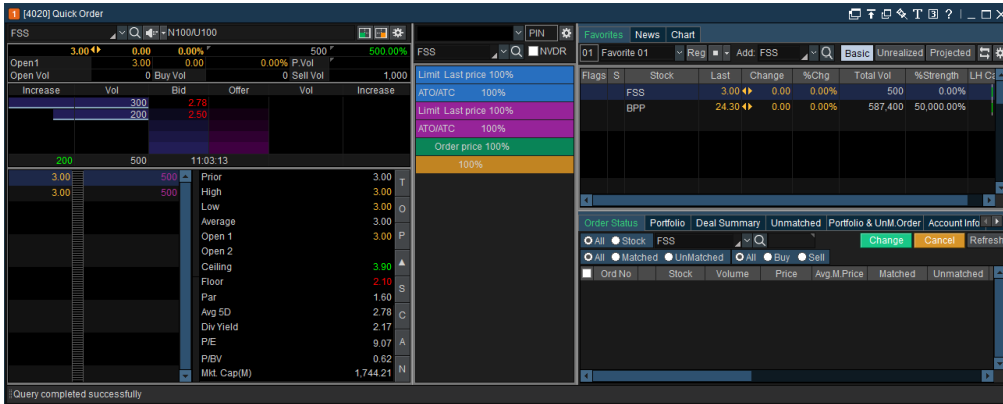 1 [4020] Quick Order
FSS N100/U100
3.00 0.00 0.00% 500 500.00%
Open1 3.00 0.00 0.00% P.Vol
Open Vol 0 Buy Vol 0 Sell Vol 1,000
Increase Vol Bid Offer Vol Increase
300 2.78
200 2.50
200 500 11:03:13
3.00 500
3.00 500
Prior 3.00
High 3.00
Low 3.00
Average 3.00
Open 1 3.00
Open 2
Ceiling 3.90
Floor 2.10
Par 1.60
Avg 5D 2.78
Div Yield 2.17
P/E 9.07
P/BV 0.62
Mkt. Cap(M) 1,744.21
T
O
P
S
C
A
N
PIN
FSS NVDR
Limit Last price 100%
ATO/ATC 100%
Limit Last price 100%
ATO/ATC 100%
Order price 100%
100%
Favorites News Chart
01 Favorite 01 Reg Add: FSS Basic Unrealized Projected
Flags S Stock Last Change %Chg Total Vol %Strength LH Ca
FSS 3.00 0.00 0.00% 500 0.00%
BPP 24.30 0.00 0.00% 587,400 50,000.00%
Order Status Portfolio Deal Summary Unmatched Portfolio & UnM Order Account Info
All Stock FSS Change Cancel Refresh
All Matched UnMatched All Buy Sell
Ord No Stock Volume Price Avg.M.Price Matched Unmatched
Query completed successfully